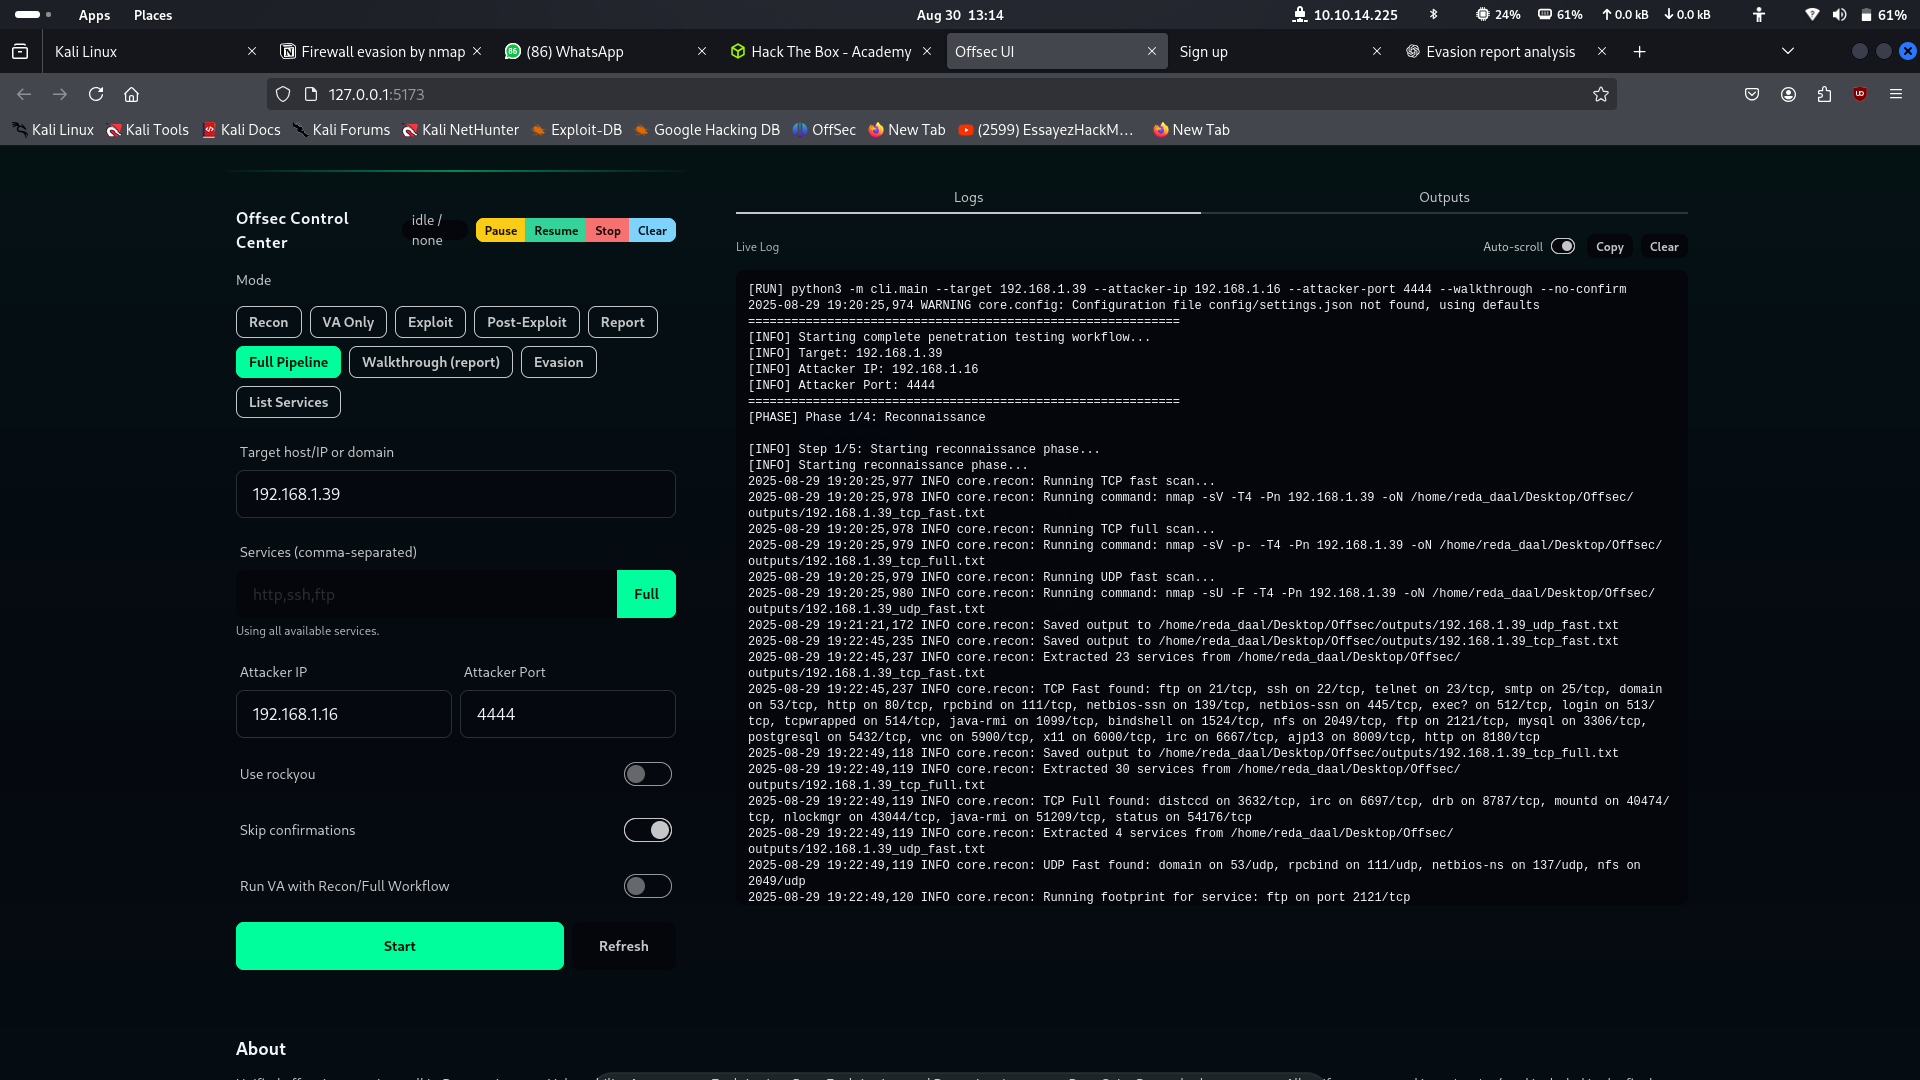 Apps Places Aug 30 13:14 10.10.14.225 24% 61% 0.0 kB 0.0 kB 61%
Kali Linux Firewall evasion by nmap (86) WhatsApp Hack The Box - Academy Offsec UI Sign up Evasion report analysis
127.0.0.1:5173
Kali Linux Kali Tools Kali Docs Kali Forums Kali NetHunter Exploit-DB Google Hacking DB OffSec New Tab (2599) EssayezHackM… New Tab
Offsec Control
Center
idle /
none
Pause Resume Stop Clear
Mode
Recon VA Only Exploit Post-Exploit Report
Full Pipeline Walkthrough (report) Evasion
List Services
Target host/IP or domain
192.168.1.39
Services (comma-separated)
http,ssh,ftp Full
Using all available services.
Attacker IP Attacker Port
192.168.1.16 4444
Use rockyou
Skip confirmations
Run VA with Recon/Full Workflow
Start Refresh
Logs Outputs
Live Log Auto-scroll Copy Clear
[RUN] python3 -m cli.main --target 192.168.1.39 --attacker-ip 192.168.1.16 --attacker-port 4444 --walkthrough --no-confirm
2025-08-29 19:20:25,974 WARNING core.config: Configuration file config/settings.json not found, using defaults
============================================================
[INFO] Starting complete penetration testing workflow...
[INFO] Target: 192.168.1.39
[INFO] Attacker IP: 192.168.1.16
[INFO] Attacker Port: 4444
============================================================
[PHASE] Phase 1/4: Reconnaissance
[INFO] Step 1/5: Starting reconnaissance phase...
[INFO] Starting reconnaissance phase...
2025-08-29 19:20:25,977 INFO core.recon: Running TCP fast scan...
2025-08-29 19:20:25,978 INFO core.recon: Running command: nmap -sV -T4 -Pn 192.168.1.39 -oN /home/reda_daal/Desktop/Offsec/
outputs/192.168.1.39_tcp_fast.txt
2025-08-29 19:20:25,978 INFO core.recon: Running TCP full scan...
2025-08-29 19:20:25,979 INFO core.recon: Running command: nmap -sV -p- -T4 -Pn 192.168.1.39 -oN /home/reda_daal/Desktop/Offsec/
outputs/192.168.1.39_tcp_full.txt
2025-08-29 19:20:25,979 INFO core.recon: Running UDP fast scan...
2025-08-29 19:20:25,980 INFO core.recon: Running command: nmap -sU -F -T4 -Pn 192.168.1.39 -oN /home/reda_daal/Desktop/Offsec/
outputs/192.168.1.39_udp_fast.txt
2025-08-29 19:21:21,172 INFO core.recon: Saved output to /home/reda_daal/Desktop/Offsec/outputs/192.168.1.39_udp_fast.txt
2025-08-29 19:22:45,235 INFO core.recon: Saved output to /home/reda_daal/Desktop/Offsec/outputs/192.168.1.39_tcp_fast.txt
2025-08-29 19:22:45,237 INFO core.recon: Extracted 23 services from /home/reda_daal/Desktop/Offsec/
outputs/192.168.1.39_tcp_fast.txt
2025-08-29 19:22:45,237 INFO core.recon: TCP Fast found: ftp on 21/tcp, ssh on 22/tcp, telnet on 23/tcp, smtp on 25/tcp, domain
on 53/tcp, http on 80/tcp, rpcbind on 111/tcp, netbios-ssn on 139/tcp, netbios-ssn on 445/tcp, exec? on 512/tcp, login on 513/
tcp, tcpwrapped on 514/tcp, java-rmi on 1099/tcp, bindshell on 1524/tcp, nfs on 2049/tcp, ftp on 2121/tcp, mysql on 3306/tcp,
postgresql on 5432/tcp, vnc on 5900/tcp, x11 on 6000/tcp, irc on 6667/tcp, ajp13 on 8009/tcp, http on 8180/tcp
2025-08-29 19:22:49,118 INFO core.recon: Saved output to /home/reda_daal/Desktop/Offsec/outputs/192.168.1.39_tcp_full.txt
2025-08-29 19:22:49,119 INFO core.recon: Extracted 30 services from /home/reda_daal/Desktop/Offsec/
outputs/192.168.1.39_tcp_full.txt
2025-08-29 19:22:49,119 INFO core.recon: TCP Full found: distccd on 3632/tcp, irc on 6697/tcp, drb on 8787/tcp, mountd on 40474/
tcp, nlockmgr on 43044/tcp, java-rmi on 51209/tcp, status on 54176/tcp
2025-08-29 19:22:49,119 INFO core.recon: Extracted 4 services from /home/reda_daal/Desktop/Offsec/
outputs/192.168.1.39_udp_fast.txt
2025-08-29 19:22:49,119 INFO core.recon: UDP Fast found: domain on 53/udp, rpcbind on 111/udp, netbios-ns on 137/udp, nfs on
2049/udp
2025-08-29 19:22:49,120 INFO core.recon: Running footprint for service: ftp on port 2121/tcp
About